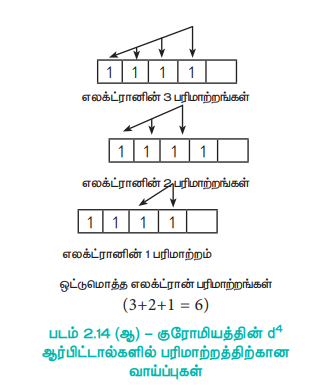 1 1 1 1
எலக்ட்ரானின் 3 பரிமாற்றங்கள்
1 1 1 1
எலக்ட்ரானின் 2 பரிமாற்றங்கள்
1 1 1 1
எலக்ட்ரானின் 1 பரிமாற்றம்
ஒட்டுமொத்த எலக்ட்ரான் பரிமாற்றங்கள்
(3+2+1 = 6)
படம் 2.14 (ஆ) – குரோமியத்தின் d⁴
ஆர்பிட்டால்களில் பரிமாற்றத்திற்கான
வாய்ப்புகள்